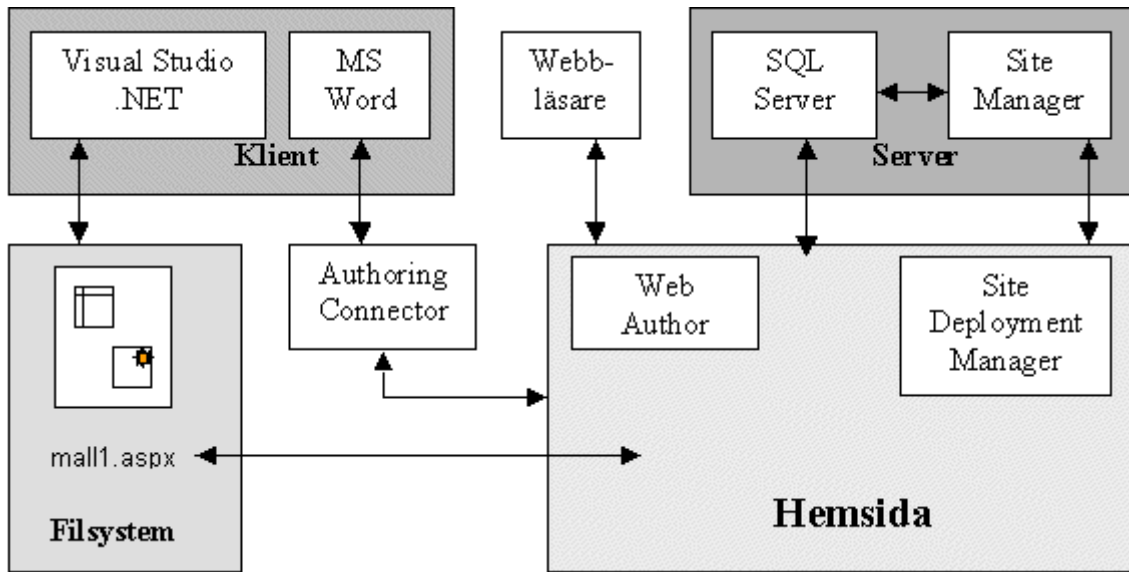 Visual Studio
.NET
MS
Word
Klient
Webb-
läsare
SQL
Server
Site
Manager
Server
Authoring
Connector
Web
Author
Site
Deployment
Manager
mall1.aspx
Filsystem
Hemsida